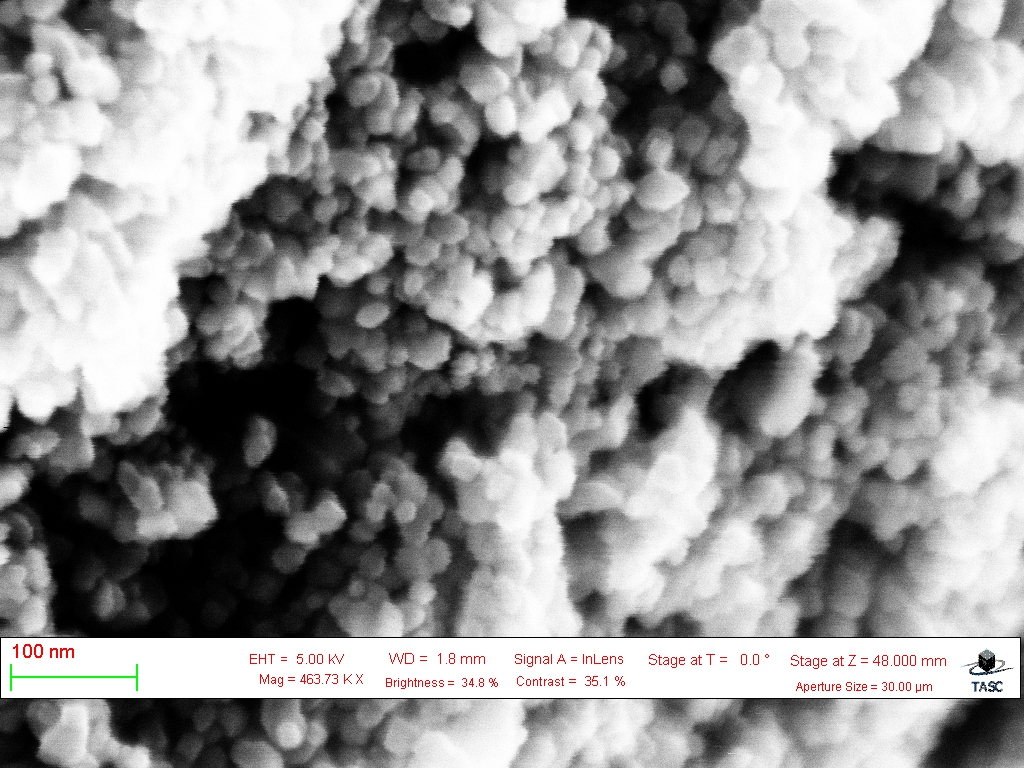 100 nm
EHT = 5.00 kV WD = 1.8 mm Signal A = InLens Stage at T = 0.0 ° Stage at Z = 48.000 mm
Mag = 463.73 K X Brightness = 34.8 % Contrast = 35.1 % Aperture Size = 30.00 µm
TASC